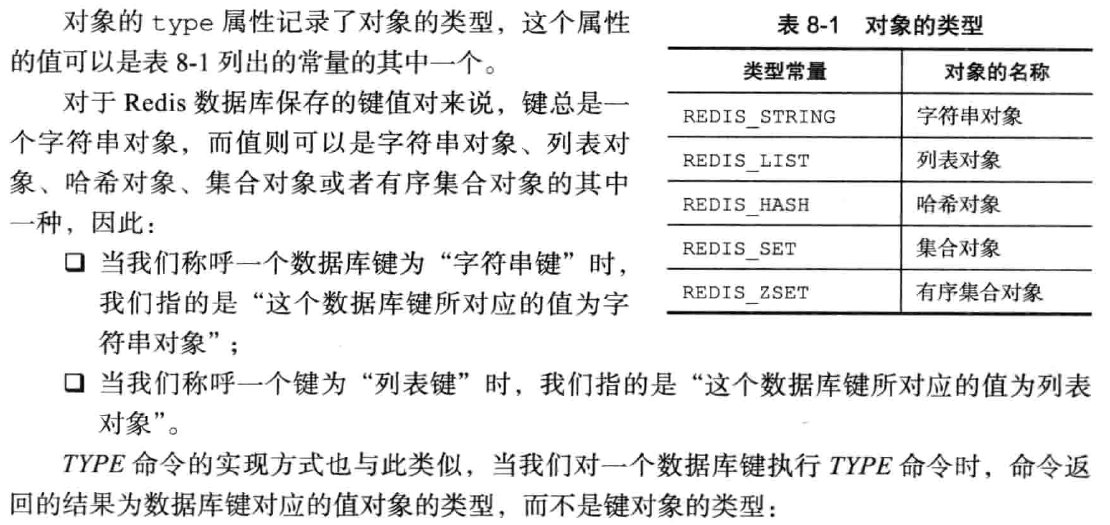 对象的 type 属性记录了对象的类型，这个属性
的值可以是表 8-1 列出的常量的其中一个。
对于 Redis 数据库保存的键值对来说，键总是一
个字符串对象，而值则可以是字符串对象、列表对
象、哈希对象、集合对象或者有序集合对象的其中
一种，因此：
❑ 当我们称呼一个数据库键为“字符串键”时，
我们指的是“这个数据库键所对应的值为字
符串对象”；
表 8-1 对象的类型
类型常量 对象的名称
REDIS_STRING 字符串对象
REDIS_LIST 列表对象
REDIS_HASH 哈希对象
REDIS_SET 集合对象
REDIS_ZSET 有序集合对象
❑ 当我们称呼一个键为“列表键”时，我们指的是“这个数据库键所对应的值为列表
对象”。
TYPE 命令的实现方式也与此类似，当我们对一个数据库键执行 TYPE 命令时，命令返
回的结果为数据库键对应的值对象的类型，而不是键对象的类型：